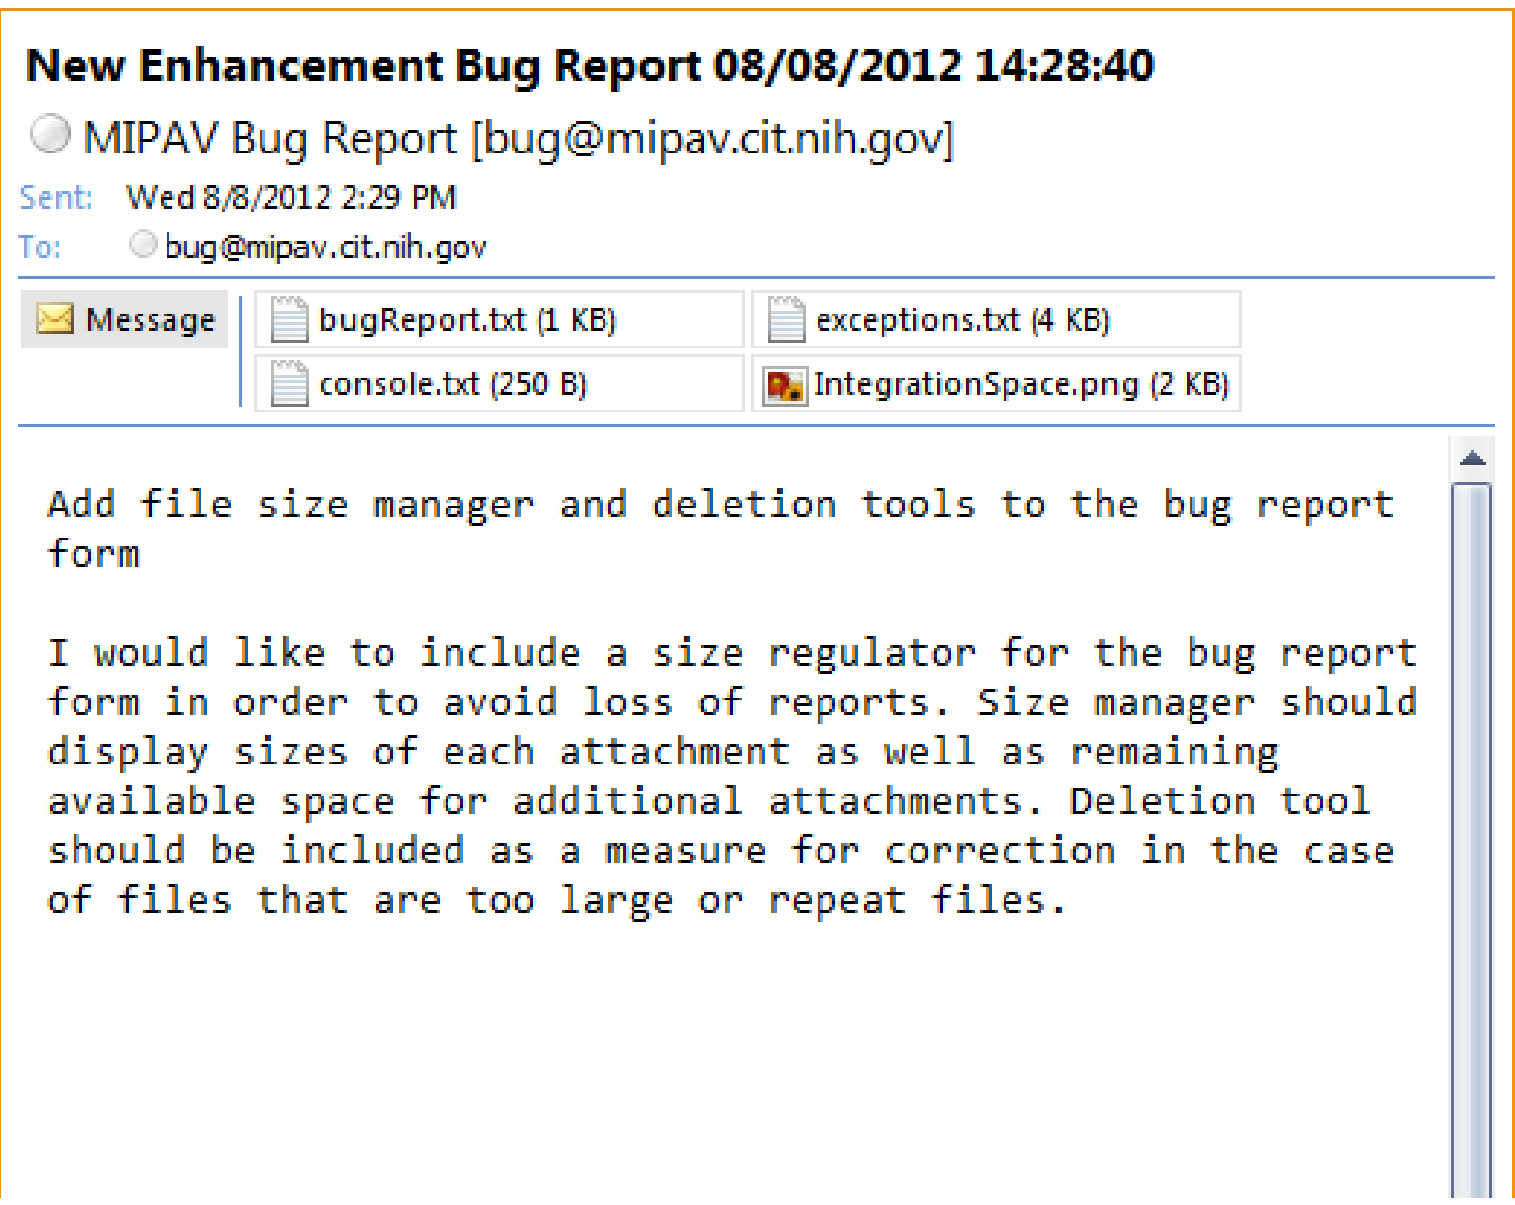 New Enhancement Bug Report 08/08/2012 14:28:40
MIPAV Bug Report [bug@mipav.cit.nih.gov]
Sent: Wed 8/8/2012 2:29 PM
To: bug@mipav.cit.nih.gov
Message bugReport.txt (1 KB) exceptions.txt (4 KB)
console.txt (250 B) IntegrationSpace.png (2 KB)
Add file size manager and deletion tools to the bug report
form
I would like to include a size regulator for the bug report
form in order to avoid loss of reports. Size manager should
display sizes of each attachment as well as remaining
available space for additional attachments. Deletion tool
should be included as a measure for correction in the case
of files that are too large or repeat files.